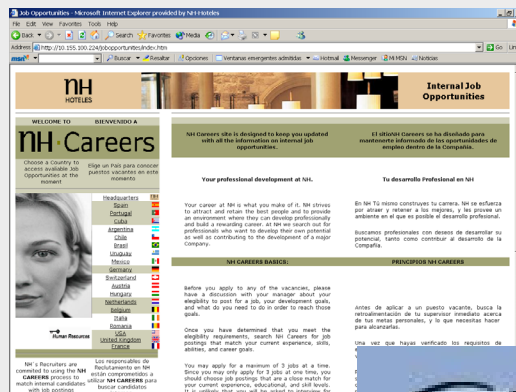 Job Opportunities - Microsoft Internet Explorer provided by NH Hoteles
File Edit View Favorites Tools Help
Back Search Favorites Media
Address http://10.155.100.224/jobopportunities/index.htm Go
msn Buscar Resaltar Opciones Ventanas emergentes admitidas Hotmail Messenger Mi MSN Noticias
nH
HOTELES
Internal Job
Opportunities
WELCOME TO BIENVENIDO A
nH Careers
Choose a Country to
access available Job
Opportunities at the
moment
Elige un País para conocer
puestos vacantes en este
momento
Headquarters
Spain
Portugal
Cuba
Argentina
Chile
Brasil
Uruguay
Mexico
Germany
Switzerland
Austria
Hungary
Netherlands
Belgium
Italia
Romania
USA
United Kingdom
France
Human Resources
NH´s Recruiters are
commited to using the NH
CAREERS process to
match internal candidates
with job postings
Los responsables de
Reclutamiento en NH
están comprometidos a
utilizar NH CAREERS para
buscar candidatos
NH Careers site is designed to keep you updated
with all the information on internal job
opportunities.
El sitioNH Careers se ha diseñado para
mantenerte informado de las oportunidades de
empleo dentro de la Compañía.
Your professional development at NH.
Tu desarrollo Profesional en NH
Your career at NH is what you make of it. NH strives
to attract and retain the best people and to provide
an environment where they can develop professionally
and build a rewarding career. At NH we search out for
professionals who want to develop their own potential
as well as contributing to the development of a major
Company.
En NH Tú mismo construyes tu carrera. NH se esfuerza
por atraer y retener a los mejores, y les provee un
ambiente en el que es posible el desarrollo profesional.
Buscamos profesionales con deseos de desarrollar su
potencial, tanto como contribuir al desarrollo de la
Compañía.
NH CAREERS BASICS:
PRINCIPIOS NH CAREERS
Before you apply to any of the vacancies, please
have a discussion with your manager about your
elegibility to post for a job, your development goals,
and what do you need to do in order to reach those
goals.
Antes de aplicar a un puesto vacante, busca la
retroalimentación de tu supervisor inmediato acerca
de tus metas personales, y lo que necesitas hacer
para alcanzarlas.
Once you have determined that you meet the
elegibility requirements, search NH Careers for job
postings that match your current experience, skills,
abilities, and career goals.
Una vez que hayas verificado los requisitos de
You may apply for a maximum of 3 jobs at a time.
Since you may only apply for 3 jobs at one time, you
should choose job postings that are a close match for
your current experience, educational, and skill levels.